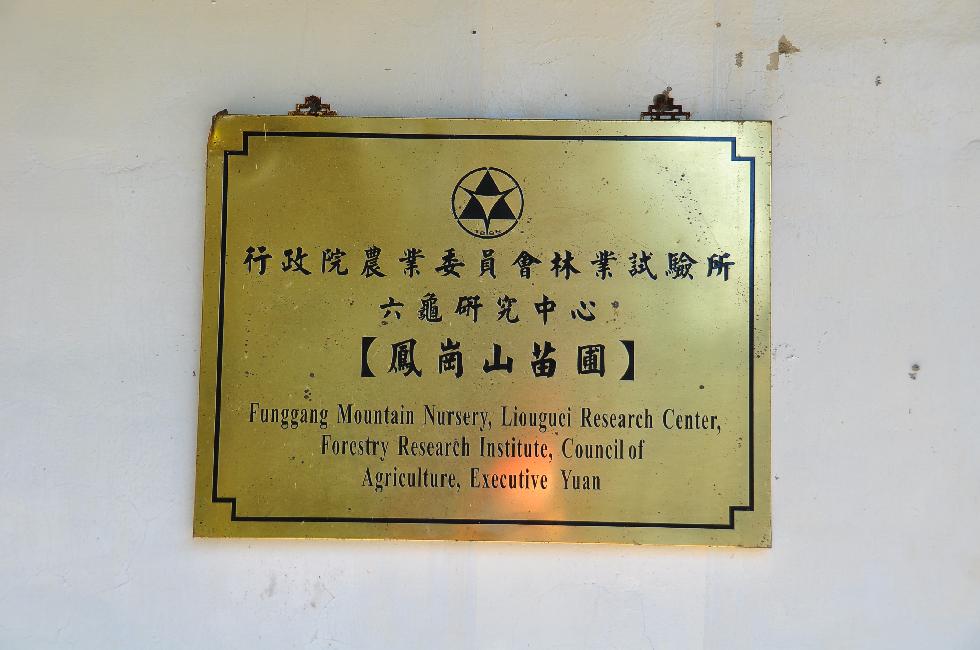 行政院農業委員會林業試驗所
六龜研究中心
【鳳崗山苗圃】
Funggang Mountain Nursery, Liouguei Research Center,
Forestry Research Institute, Council of
Agriculture, Executive Yuan